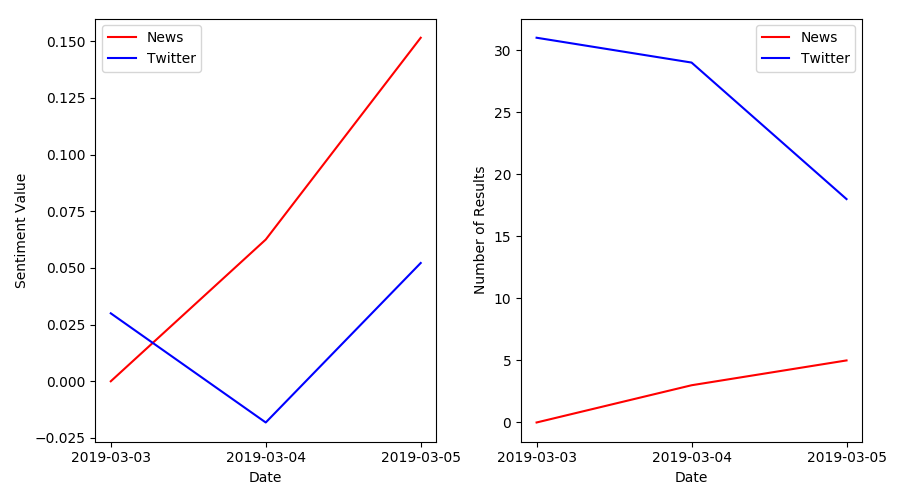 News
Twitter
0.150
0.125
0.100
0.075
0.050
0.025
0.000
−0.025
Sentiment Value
2019-03-03 2019-03-04 2019-03-05
Date
News
Twitter
30
25
20
15
10
5
0
Number of Results
2019-03-03 2019-03-04 2019-03-05
Date